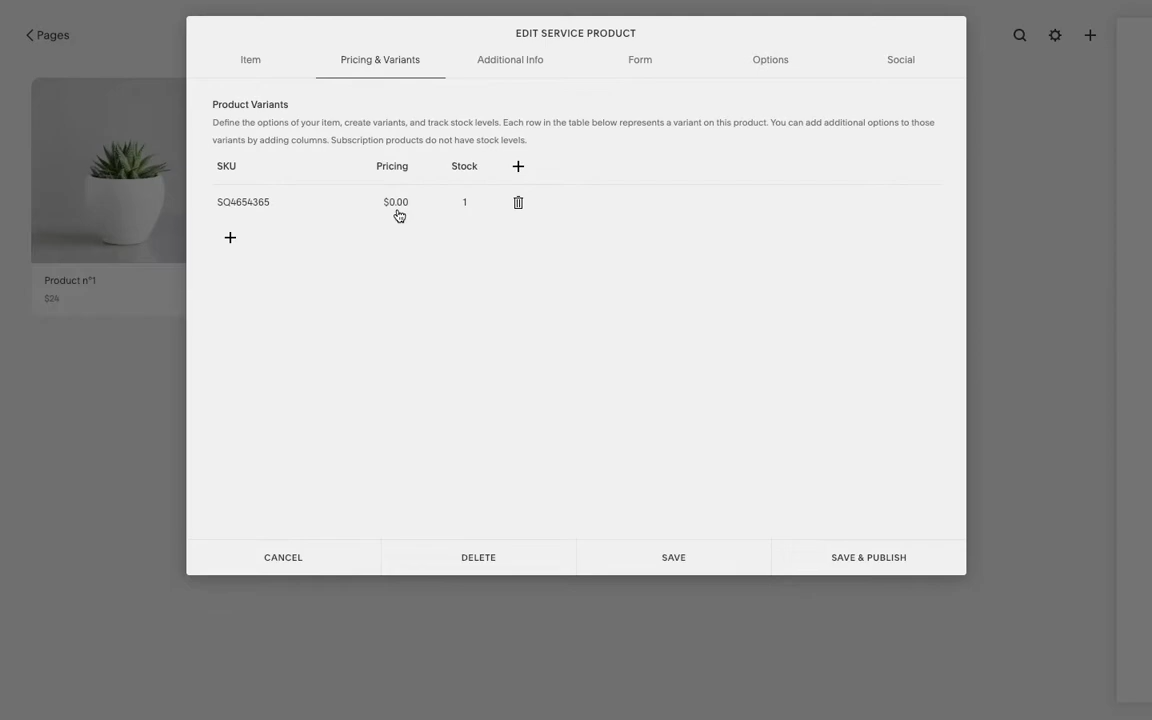 Pages
EDIT SERVICE PRODUCT
Item
Pricing & Variants
Additional Info
Form
Options
Social
Product Variants
Define the options of your item, create variants, and track stock levels. Each row in the table below represents a variant on this product. You can add additional options to those
variants by adding columns. Subscription products do not have stock levels.
SKU
Pricing
Stock
SQ4654365
$0.00
1
Product n°1
$24
CANCEL
DELETE
SAVE
SAVE & PUBLISH